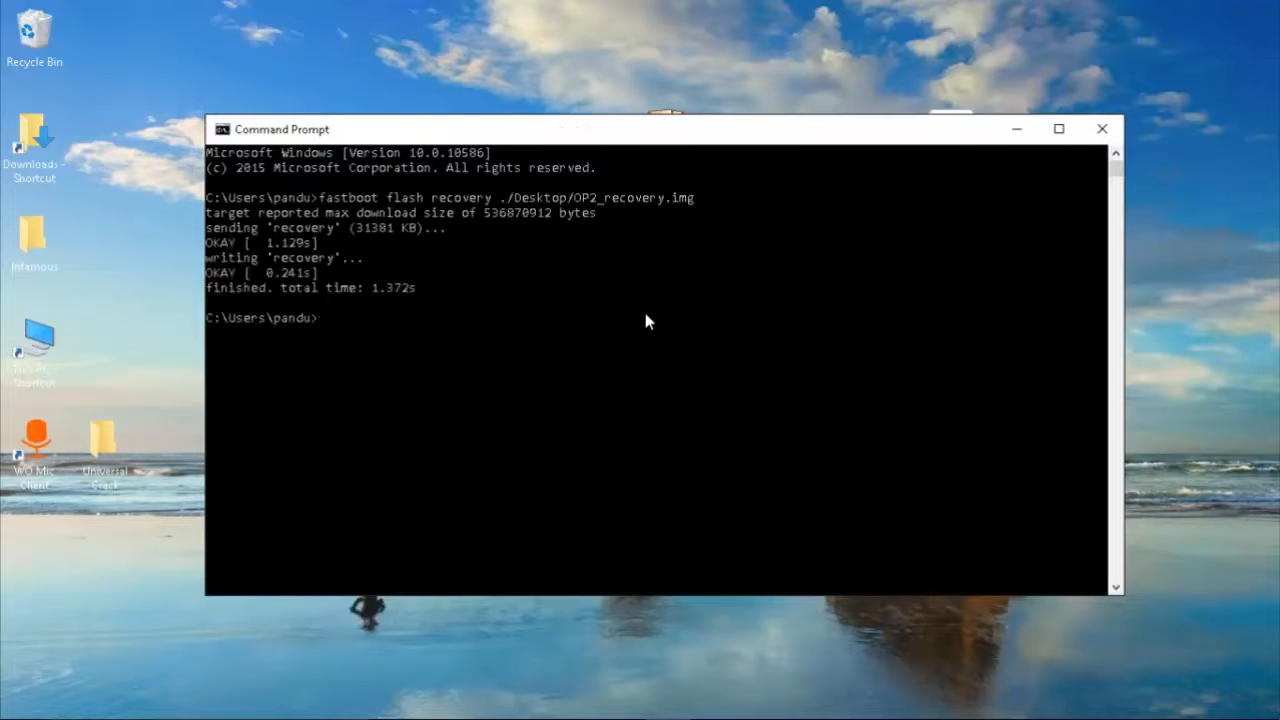 Recycle Bin
Downloads -
Shortcut
Infamous
This PC -
Shortcut
WO Mic
Client
Universal
Crack
Command Prompt
Microsoft Windows [Version 10.0.10586]
(c) 2015 Microsoft Corporation. All rights reserved.
C:\Users\pandu>fastboot flash recovery ./Desktop/OP2_recovery.img
target reported max download size of 536870912 bytes
sending 'recovery' (31381 KB)...
OKAY [  1.129s]
writing 'recovery'...
OKAY [  0.241s]
finished. total time: 1.372s
C:\Users\pandu>